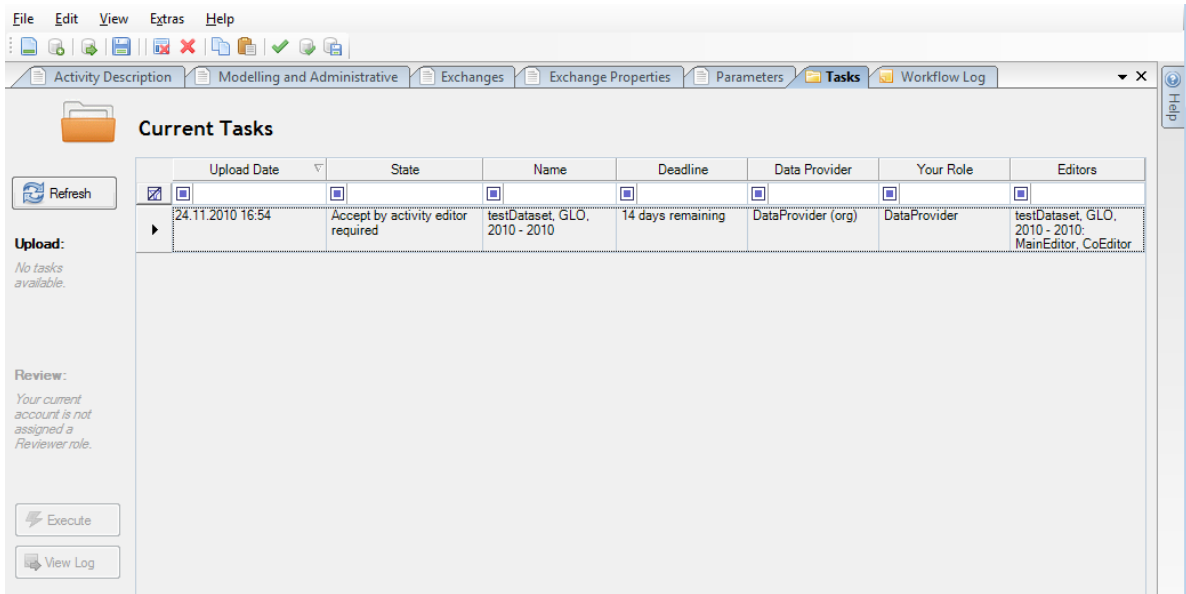 File Edit View Extras Help
Activity Description Modelling and Administrative Exchanges Exchange Properties Parameters Tasks Workflow Log
Help
Current Tasks
Upload Date State Name Deadline Data Provider Your Role Editors
Refresh
24.11.2010 16:54 Accept by activity editor testDataset, GLO, 14 days remaining DataProvider (org) DataProvider testDataset, GLO,
required 2010 - 2010 2010 - 2010:
MainEditor, CoEditor
Upload:
No tasks
available.
Review:
Your current
account is not
assigned a
Reviewer role.
Execute
View Log